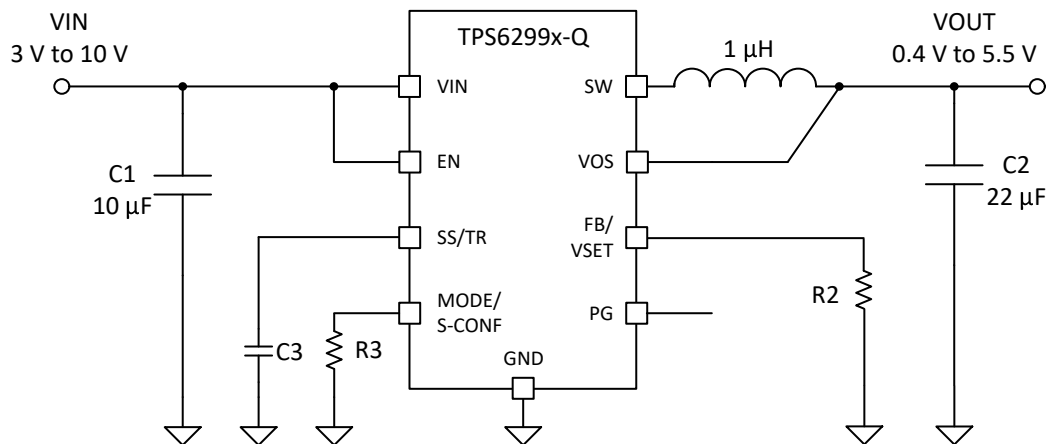 VIN
3 V to 10 V
TPS6299x-Q
1 µH
VOUT
0.4 V to 5.5 V
VIN
SW
EN
VOS
C1
10 µF
C2
22 µF
SS/TR
FB/
VSET
MODE/
S-CONF
PG
R2
C3
R3
GND